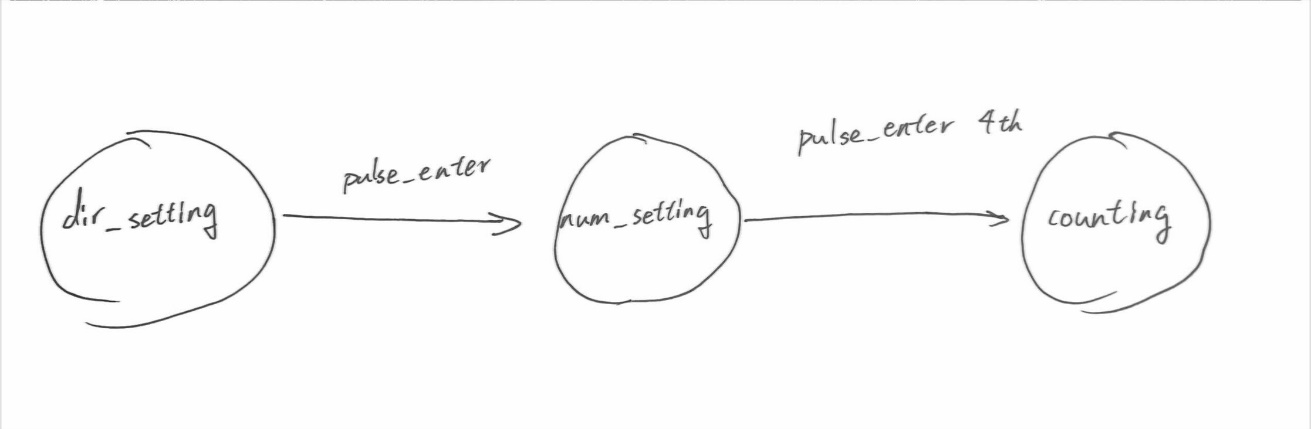 pulse_enter 4th
pulse_enter
dir_setting
num_setting
counting